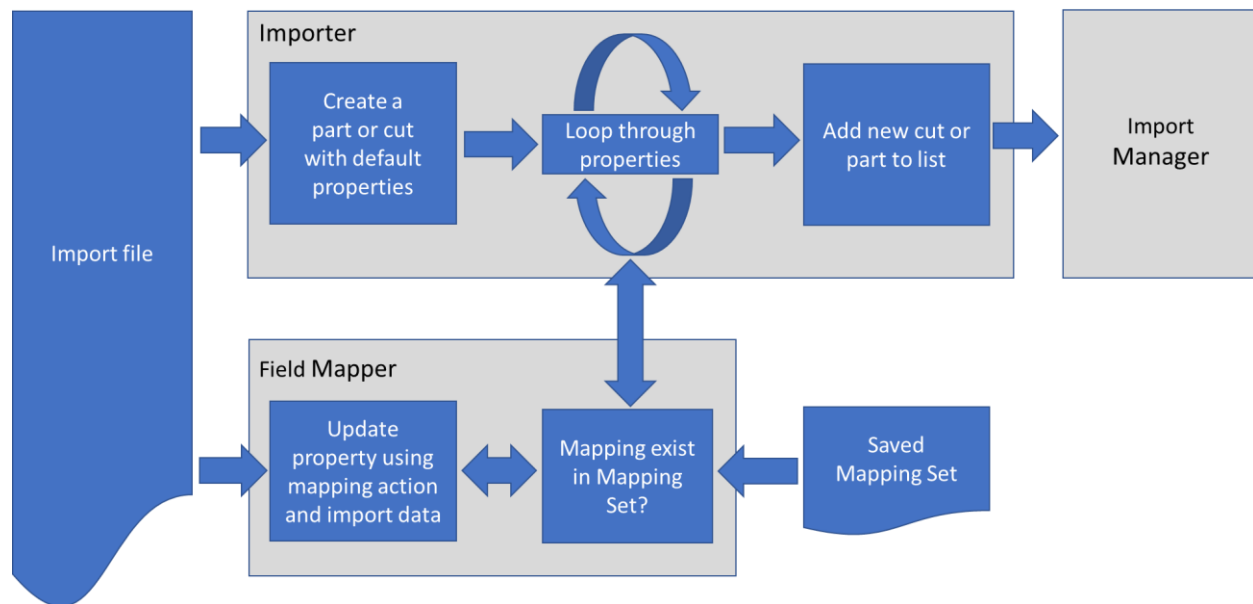 Import file
Importer
Create a
part or cut
with default
properties
Loop through
properties
Add new cut or
part to list
Import
Manager
Field Mapper
Update
property using
mapping action
and import data
Mapping exist
in Mapping
Set?
Saved
Mapping Set